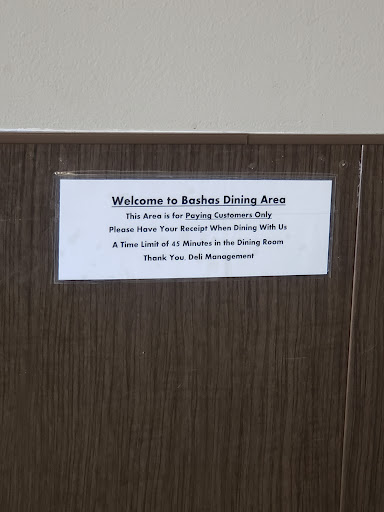 Welcome to Bashas Dining Area
This Area is for Paying Customers Only
Please Have Your Receipt When Dining With Us
A Time Limit of 45 Minutes in the Dining Room
Thank You, Deli Management